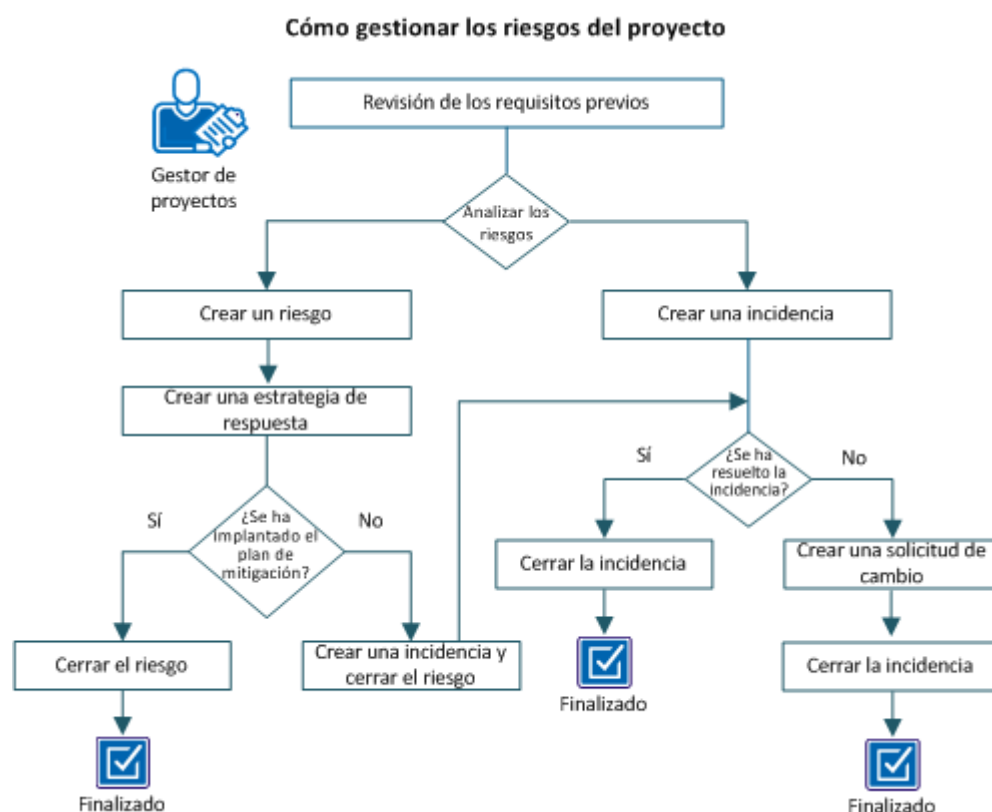 Cómo gestionar los riesgos del proyecto
Revisión de los requisitos previos
Gestor de
proyectos
Analizar los
riesgos
Crear un riesgo
Crear una incidencia
Crear una estrategia de
respuesta
Sí
¿Se ha
resuelto la
incidencia?
No
Sí
¿Se ha
implantado el
plan de
mitigación?
No
Cerrar la incidencia
Crear una solicitud de
cambio
Cerrar el riesgo
Crear una incidencia y
cerrar el riesgo
Cerrar la incidencia
Finalizado
Finalizado
Finalizado